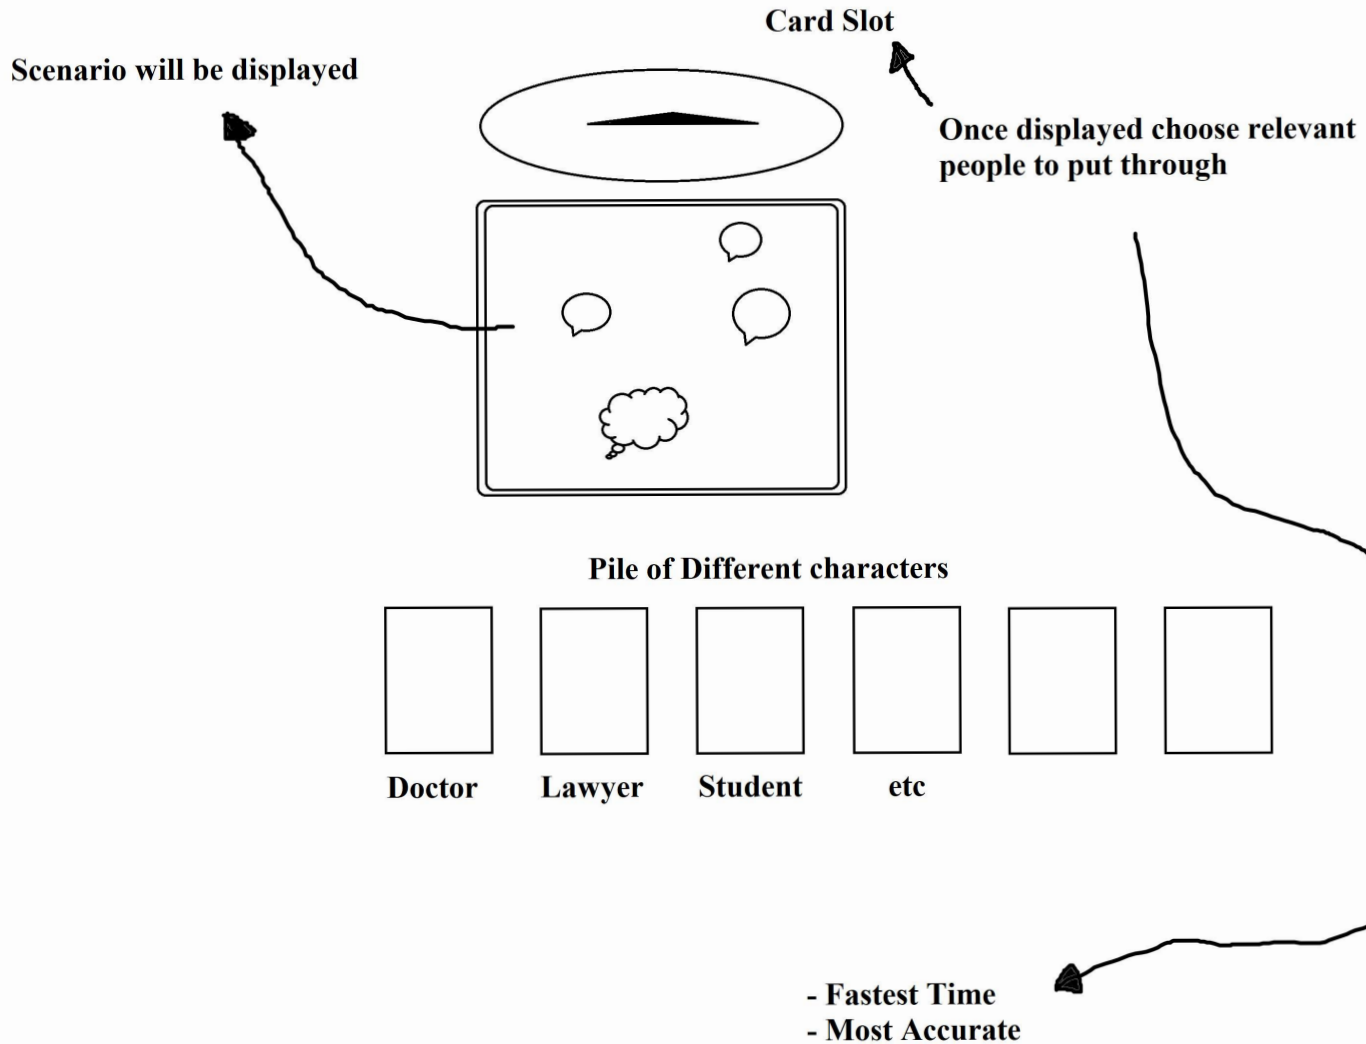 Card Slot
Scenario will be displayed
Once displayed choose relevant
people to put through
Pile of Different characters
Doctor
Lawyer
Student
etc
- Fastest Time
- Most Accurate